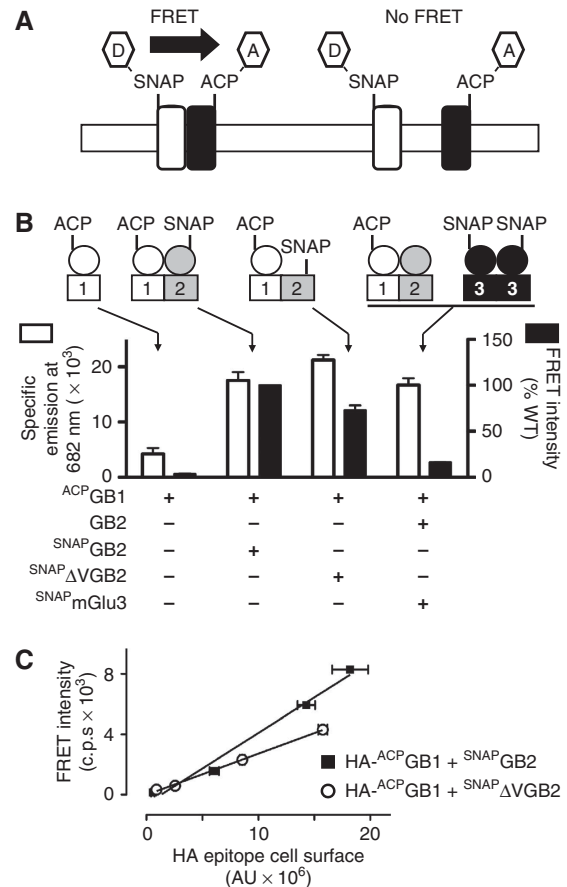 A
FRET
No FRET
D
A
D
A
SNAP
ACP
SNAP
ACP
B
ACP
ACP SNAP
ACP
SNAP
ACP
SNAP SNAP
1
1 2
1 2
1 2
3 3
Specific
emission at
682 nm ( × 10³)
20
10
0
150
100
50
0
FRET intensity
(% WT)
ACPGB1 + + + +
GB2 – – – +
SNAPGB2 – + – –
SNAPΔVGB2 – – + –
SNAPmGlu3 – – – +
C
FRET intensity
(c.p.s × 10³)
8
4
0
HA-ACPGB1 + SNAPGB2
HA-ACPGB1 + SNAPΔVGB2
0 10 20
HA epitope cell surface
(AU × 10⁶)